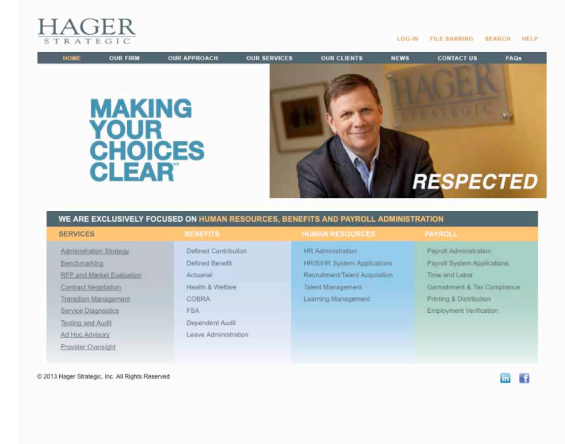 HAGER
STRATEGIC
LOG-IN FILE SHARING SEARCH HELP
HOME OUR FIRM OUR APPROACH OUR SERVICES OUR CLIENTS NEWS CONTACT US FAQs
MAKING
YOUR
CHOICES
CLEAR
HAGER
STRATEGIC
RESPECTED
WE ARE EXCLUSIVELY FOCUSED ON HUMAN RESOURCES, BENEFITS AND PAYROLL ADMINISTRATION
SERVICES
Administration Strategy
Benchmarking
RFP and Market Evaluation
Contract Negotiation
Transition Management
Service Diagnostics
Testing and Audit
Ad Hoc Advisory
Provider Oversight
BENEFITS
Defined Contribution
Defined Benefit
Actuarial
Health & Welfare
COBRA
FSA
Dependent Audit
Leave Administration
HUMAN RESOURCES
HR Administration
HRIS/HR System Applications
Recruitment/Talent Acquisition
Talent Management
Learning Management
PAYROLL
Payroll Administration
Payroll System Applications
Time and Labor
Garnishment & Tax Compliance
Printing & Distribution
Employment Verification
© 2013 Hager Strategic, Inc. All Rights Reserved
in f